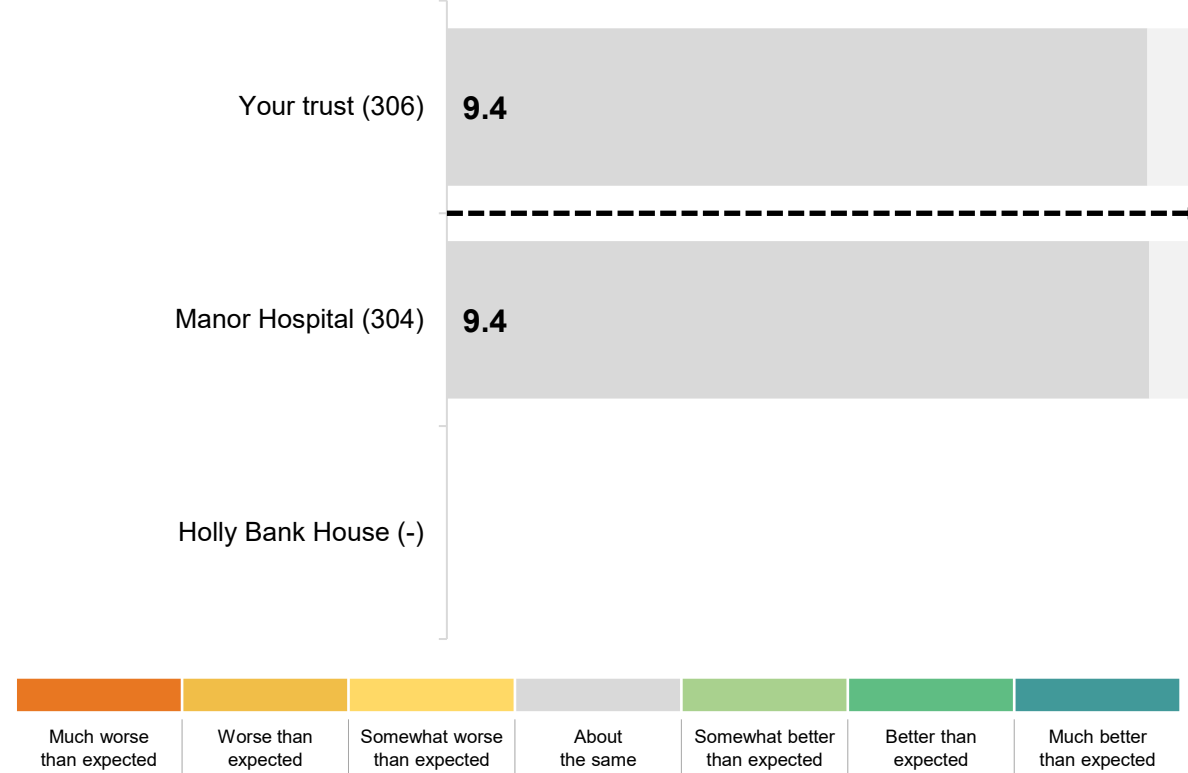 Your trust (306)
9.4
Manor Hospital (304)
9.4
Holly Bank House (-)
Much worse
than expected
Worse than
expected
Somewhat worse
than expected
About
the same
Somewhat better
than expected
Better than
expected
Much better
than expected